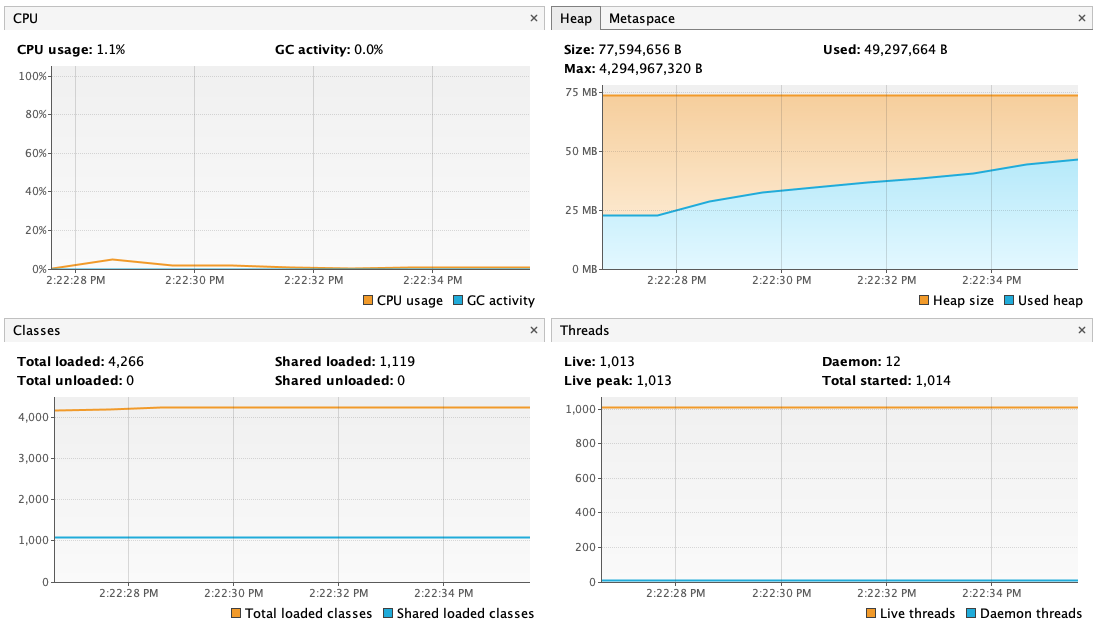 CPU ×
CPU usage: 1.1% GC activity: 0.0%
100%
80%
60%
40%
20%
0%
2:22:28 PM 2:22:30 PM 2:22:32 PM 2:22:34 PM
CPU usage GC activity
Heap Metaspace ×
Size: 77,594,656 B Used: 49,297,664 B
Max: 4,294,967,320 B
75 MB
50 MB
25 MB
0 MB
2:22:28 PM 2:22:30 PM 2:22:32 PM 2:22:34 PM
Heap size Used heap
Classes ×
Total loaded: 4,266 Shared loaded: 1,119
Total unloaded: 0 Shared unloaded: 0
4,000
3,000
2,000
1,000
0
2:22:28 PM 2:22:30 PM 2:22:32 PM 2:22:34 PM
Total loaded classes Shared loaded classes
Threads ×
Live: 1,013 Daemon: 12
Live peak: 1,013 Total started: 1,014
1,000
800
600
400
200
0
2:22:28 PM 2:22:30 PM 2:22:32 PM 2:22:34 PM
Live threads Daemon threads